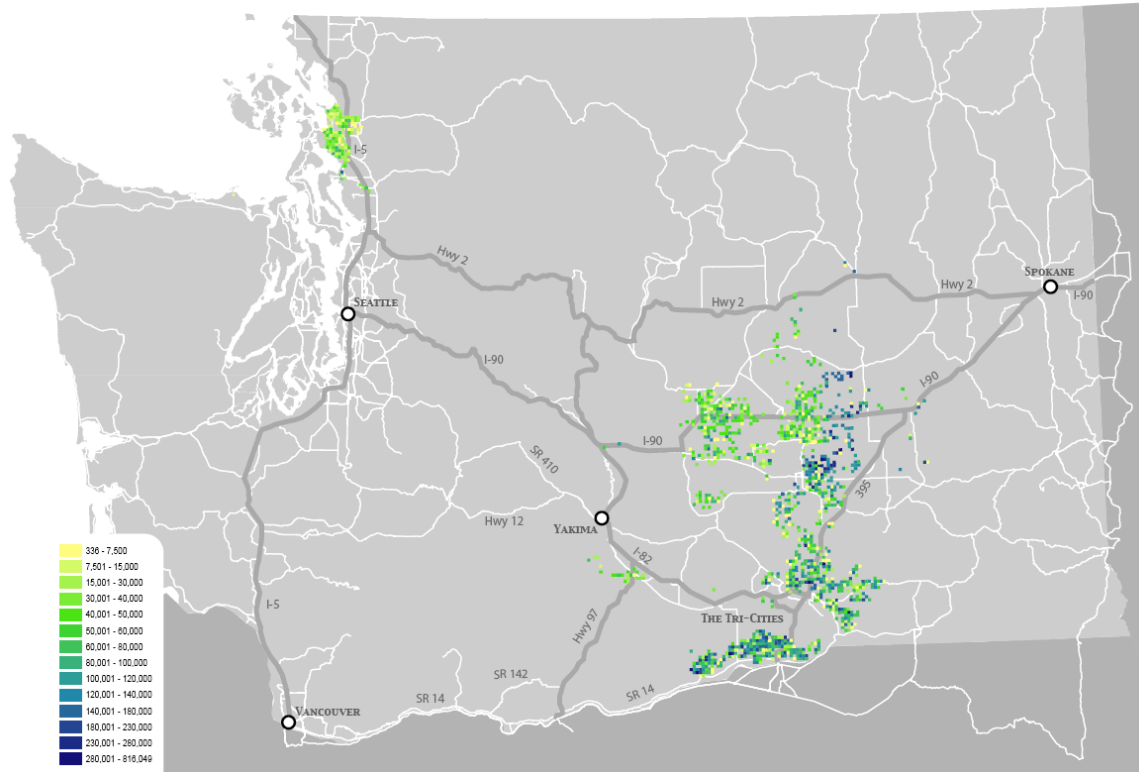 I-5
Hwy 2
SPOKANE
Hwy 2
I-90
Hwy 2
SEATTLE
I-90
I-90
I-90
SR 410
395
Hwy 12
YAKIMA
I-82
336 - 7,500
7,501 - 15,000
15,001 - 30,000
30,001 - 40,000
40,001 - 50,000
50,001 - 60,000
60,001 - 80,000
80,001 - 100,000
100,001 - 120,000
120,001 - 140,000
140,001 - 180,000
180,001 - 230,000
230,001 - 280,000
280,001 - 816,049
I-5
THE TRI-CITIES
Hwy 97
SR 142
SR 14
SR 14
VANCOUVER